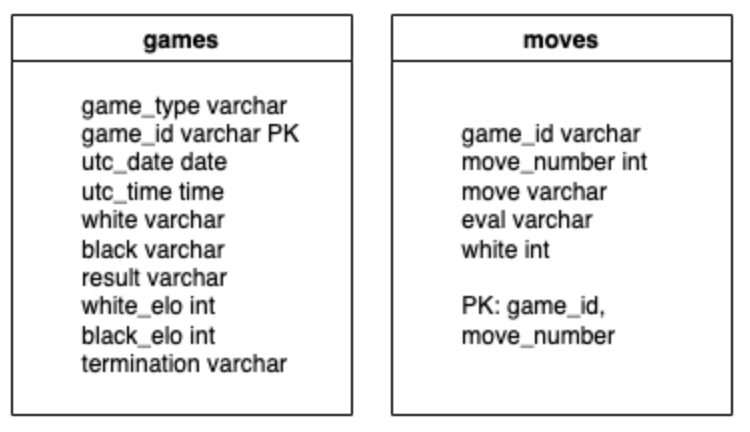 games
game_type varchar
game_id varchar PK
utc_date date
utc_time time
white varchar
black varchar
result varchar
white_elo int
black_elo int
termination varchar
moves
game_id varchar
move_number int
move varchar
eval varchar
white int
PK: game_id,
move_number